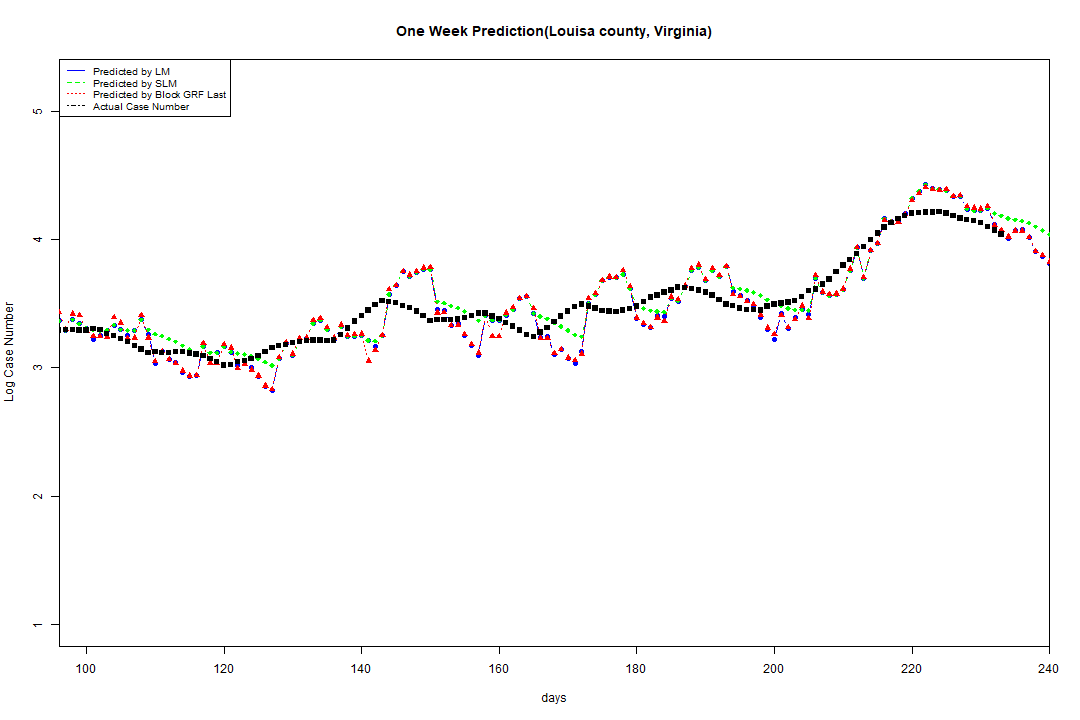 One Week Prediction(Louisa county, Virginia)
Predicted by LM
Predicted by SLM
Predicted by Block GRF Last
Actual Case Number
5
4
3
2
1
Log Case Number
100 120 140 160 180 200 220 240
days